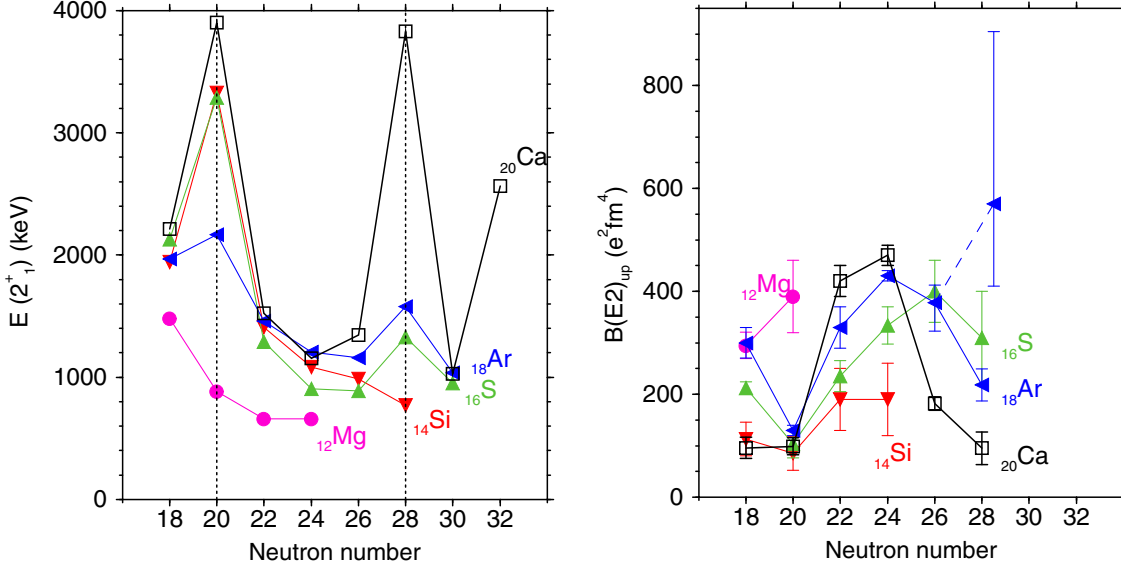 4000
3000
2000
1000
0
E (2⁺₁) (keV)
₂₀Ca
₁₈Ar
₁₆S
₁₄Si
₁₂Mg
18 20 22 24 26 28 30 32
Neutron number
800
600
400
200
0
B(E2)up (e²fm⁴)
₁₂Mg
₁₆S
₁₈Ar
₁₄Si
₂₀Ca
18 20 22 24 26 28 30 32
Neutron number